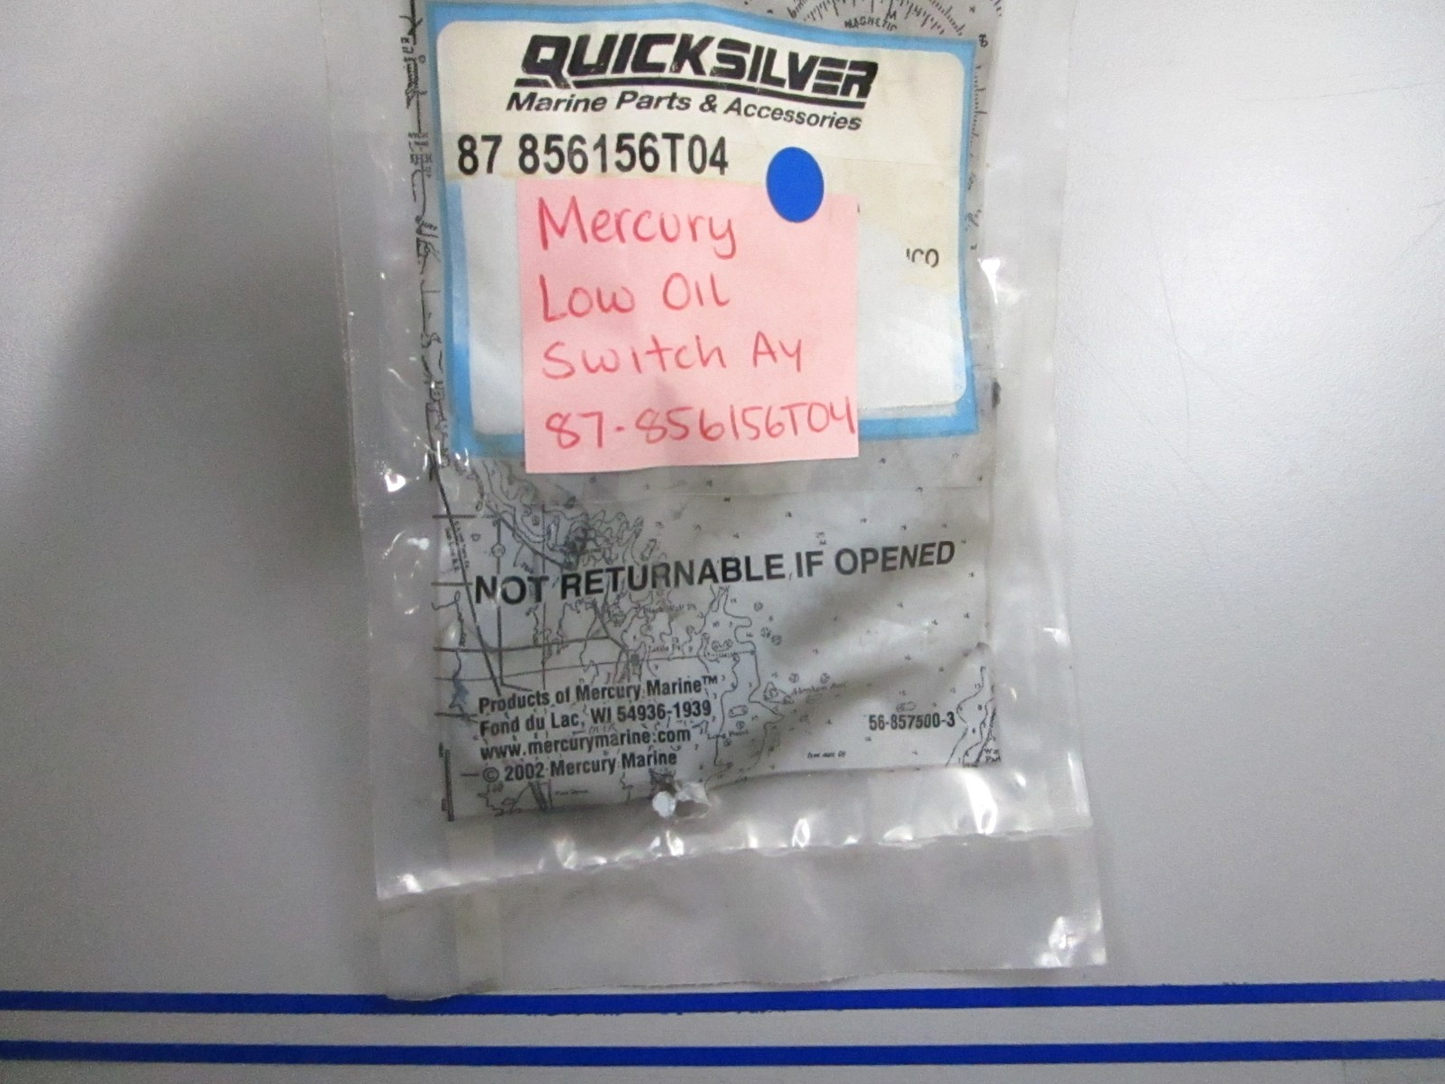 MAGNETIC
QUICKSILVER
Marine Parts & Accessories
87 856156T04
Mercury
Low Oil
Switch Ay
87-856156T04
NOT RETURNABLE IF OPENED
Products of Mercury Marine™
Fond du Lac, WI 54936-1939
www.mercurymarine.com
© 2002 Mercury Marine
56-857500-3